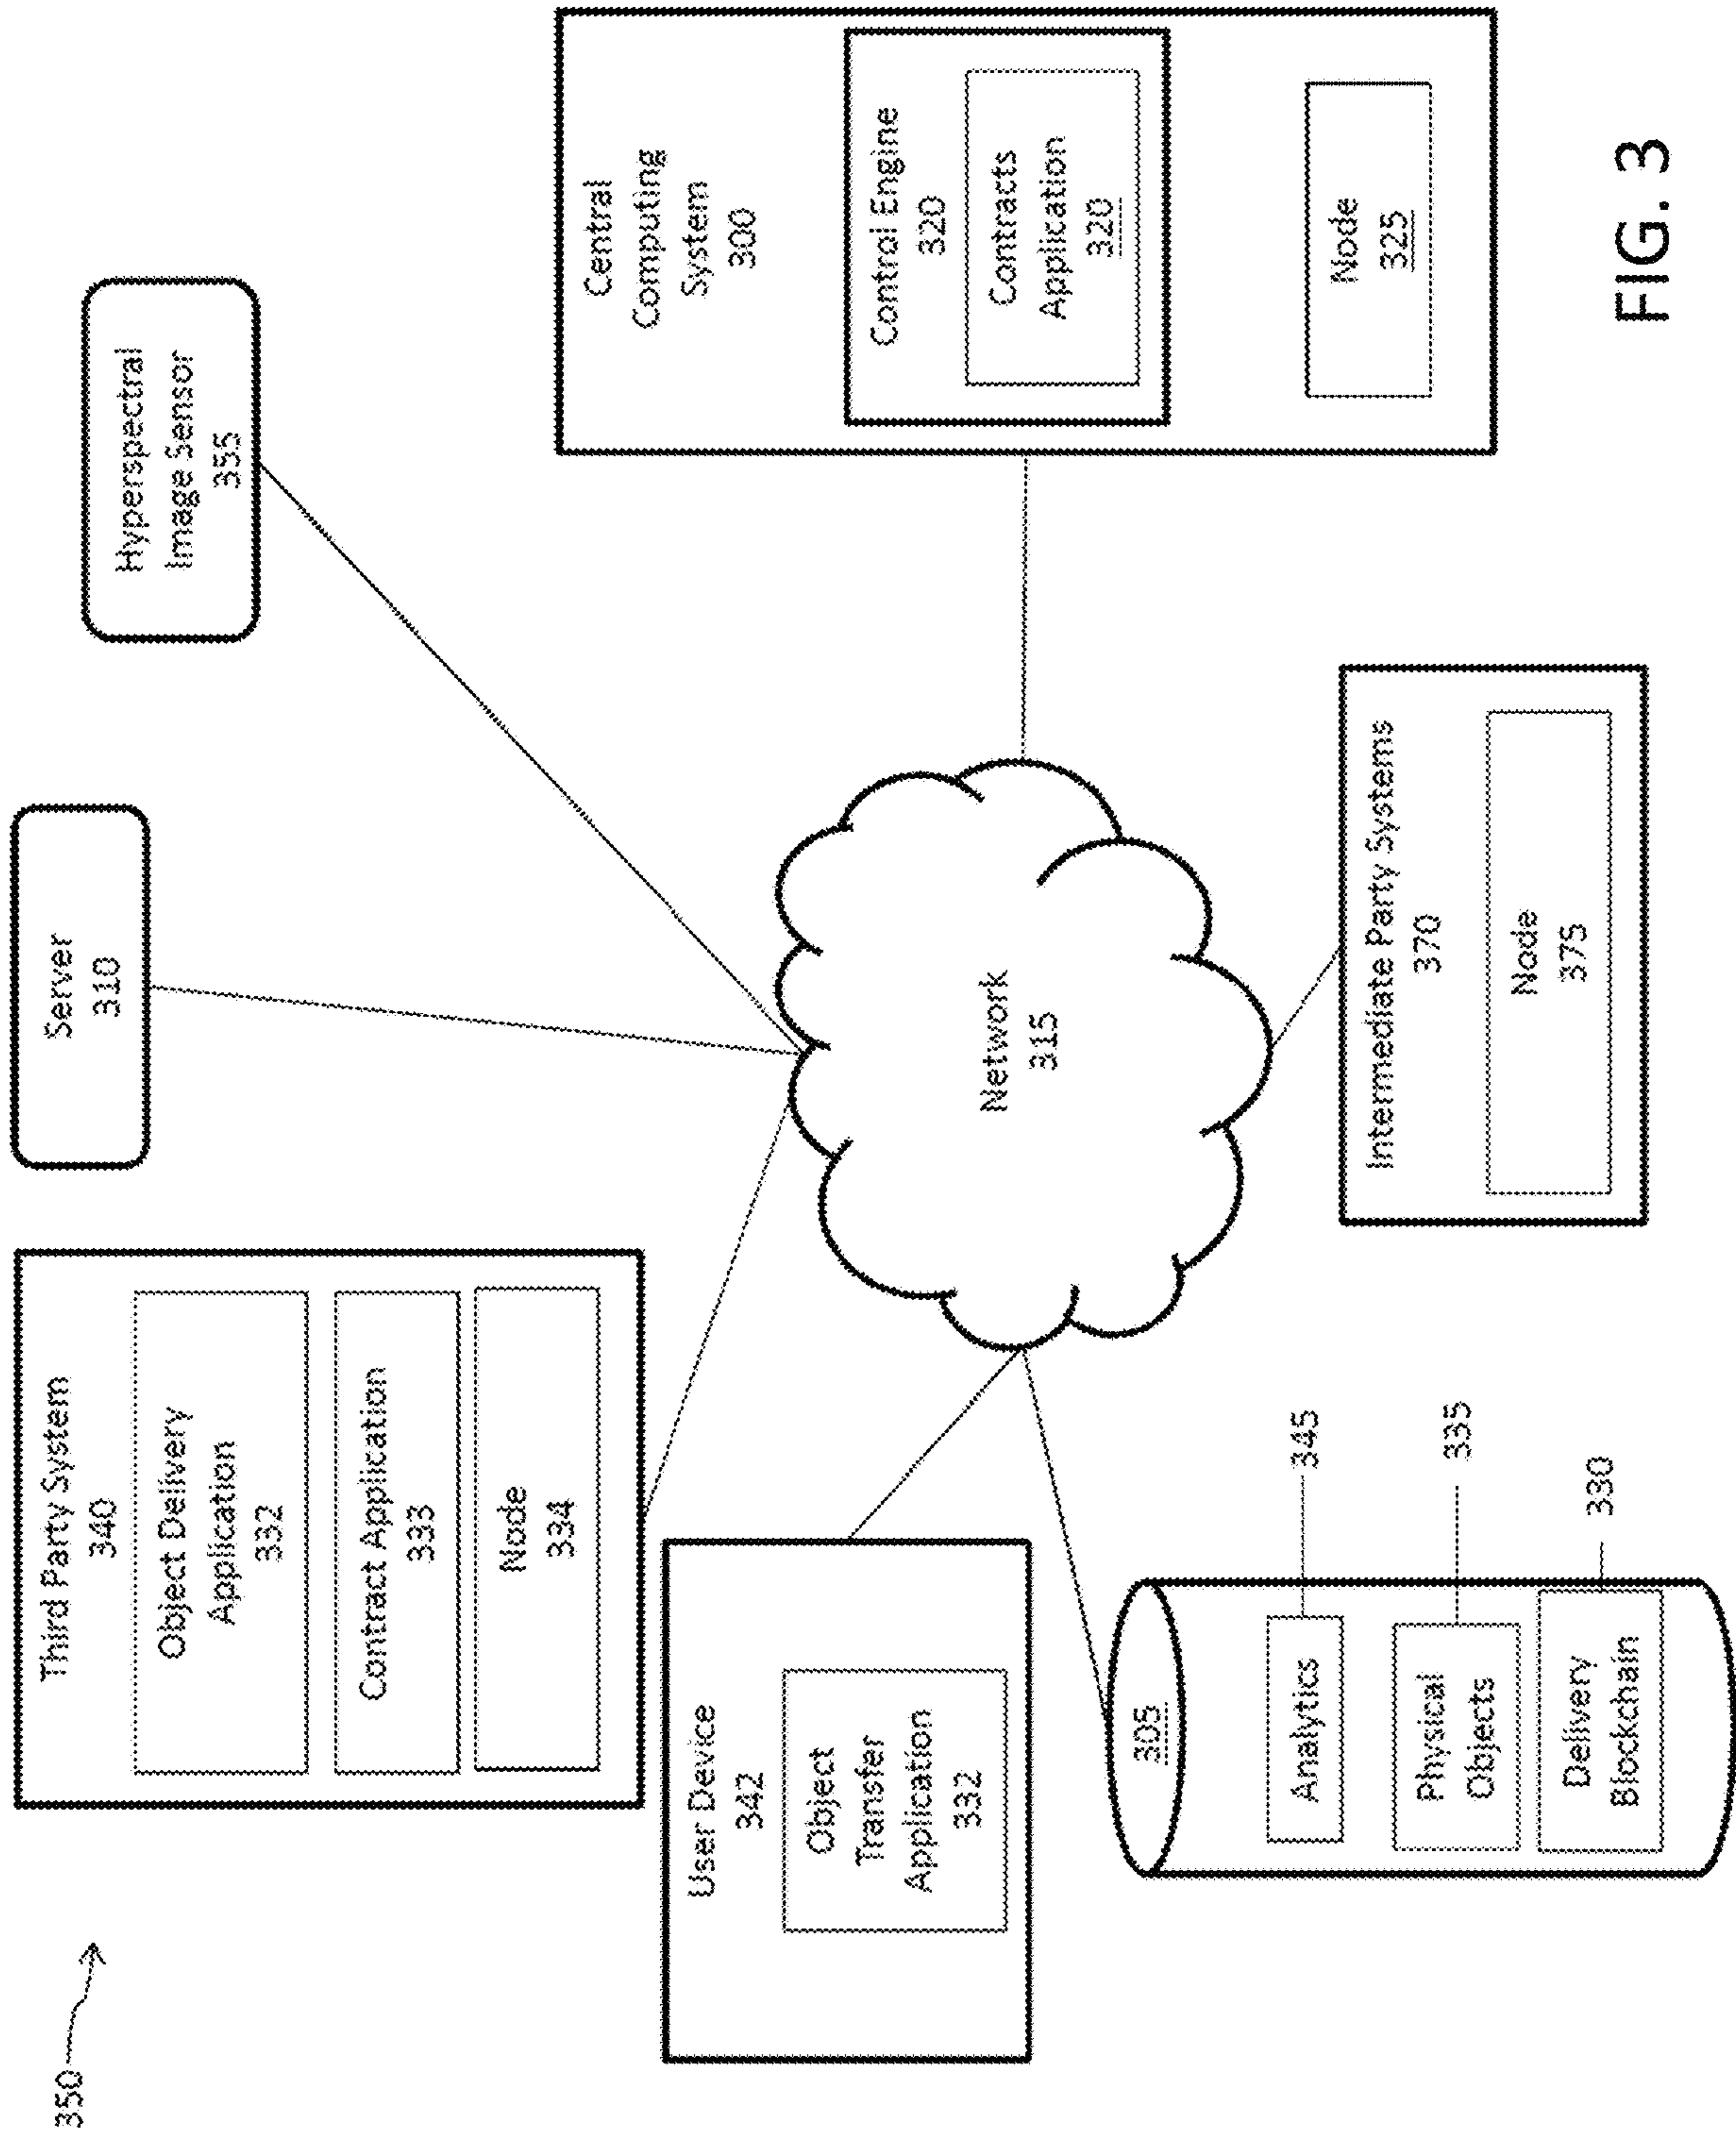 350
Third Party System
340
Object Delivery
Application
332
Contract Application
333
Node
334
Server
310
Hyperspectral
Image Sensor
355
User Device
342
Object
Transfer
Application
332
Network
315
Central
Computing
System
300
Control Engine
320
Contracts
Application
320
Node
325
305
Analytics
345
Physical
Objects
335
Delivery
Blockchain
330
Intermediate Party Systems
370
Node
375
FIG. 3